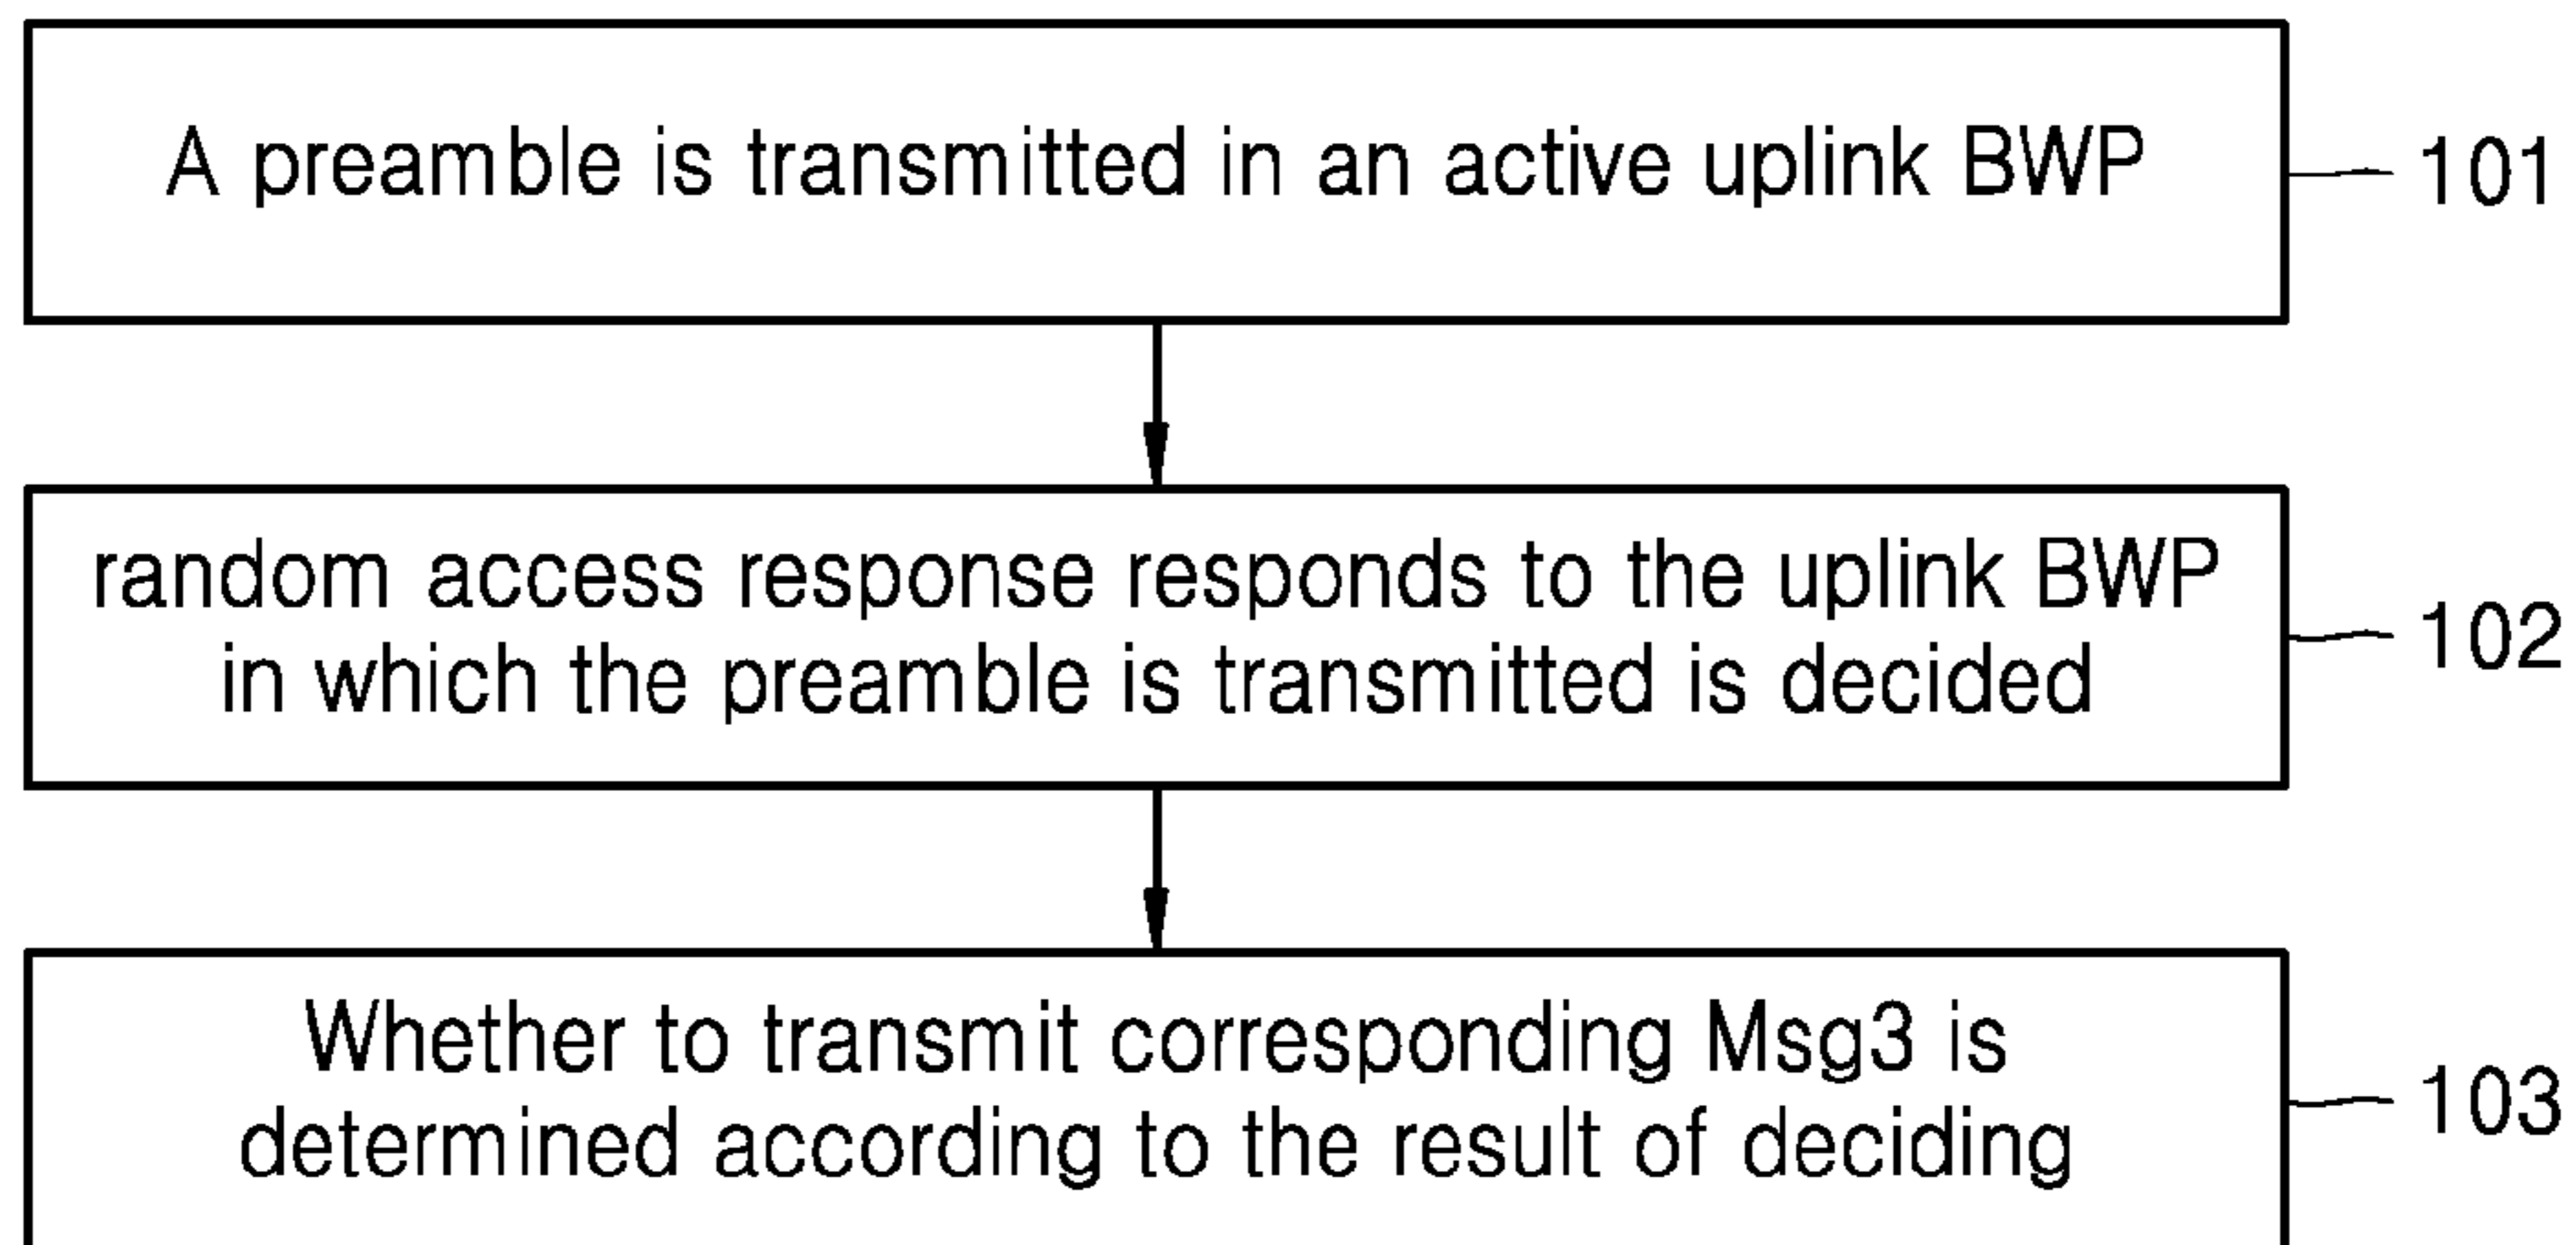 A preamble is transmitted in an active uplink BWP
101
random access response responds to the uplink BWP
in which the preamble is transmitted is decided
102
Whether to transmit corresponding Msg3 is
determined according to the result of deciding
103